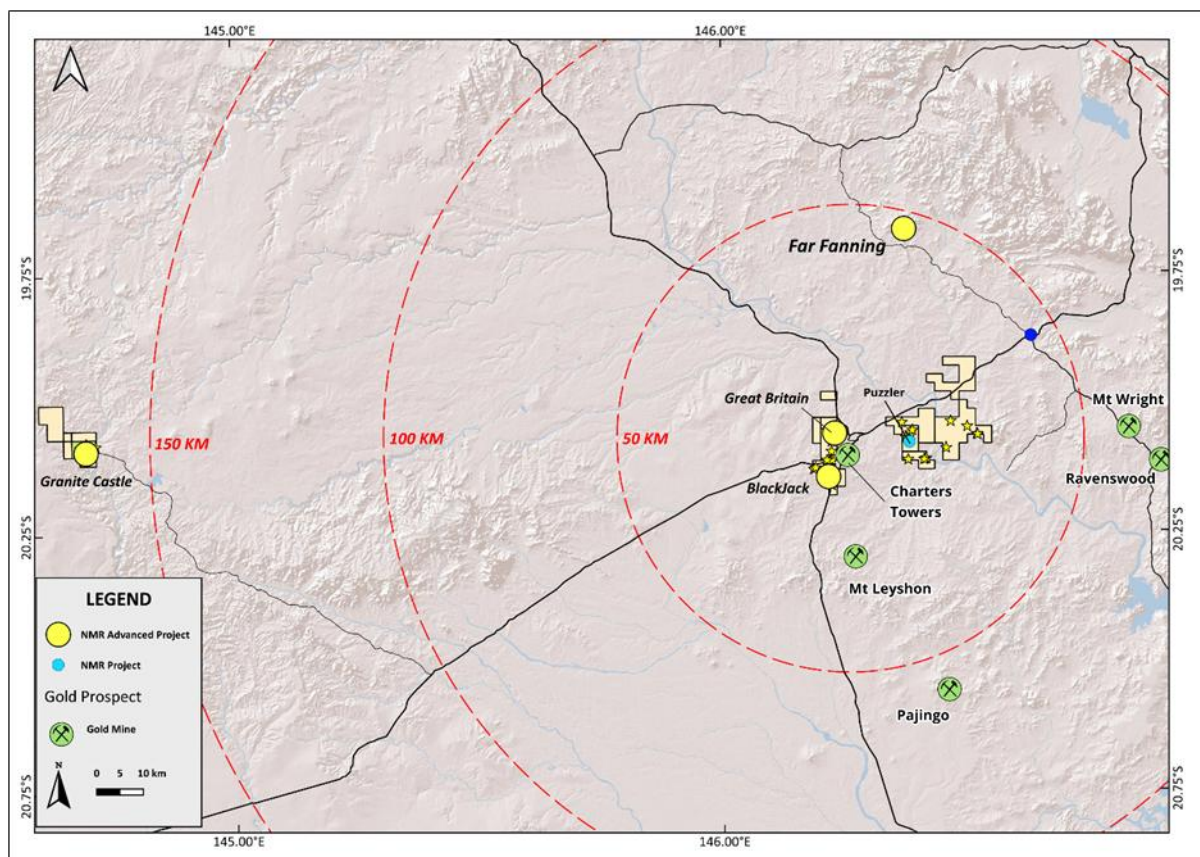 145.00°E
146.00°E
19.75°S
19.75°S
Far Fanning
Mt Wright
Great Britain
Puzzler
150 KM
100 KM
50 KM
Granite Castle
Ravenswood
BlackJack
Charters
Towers
20.25°S
20.25°S
Mt Leyshon
LEGEND
NMR Advanced Project
NMR Project
Gold Prospect
Gold Mine
Pajingo
N
0 5 10 km
20.75°S
20.75°S
145.00°E
146.00°E